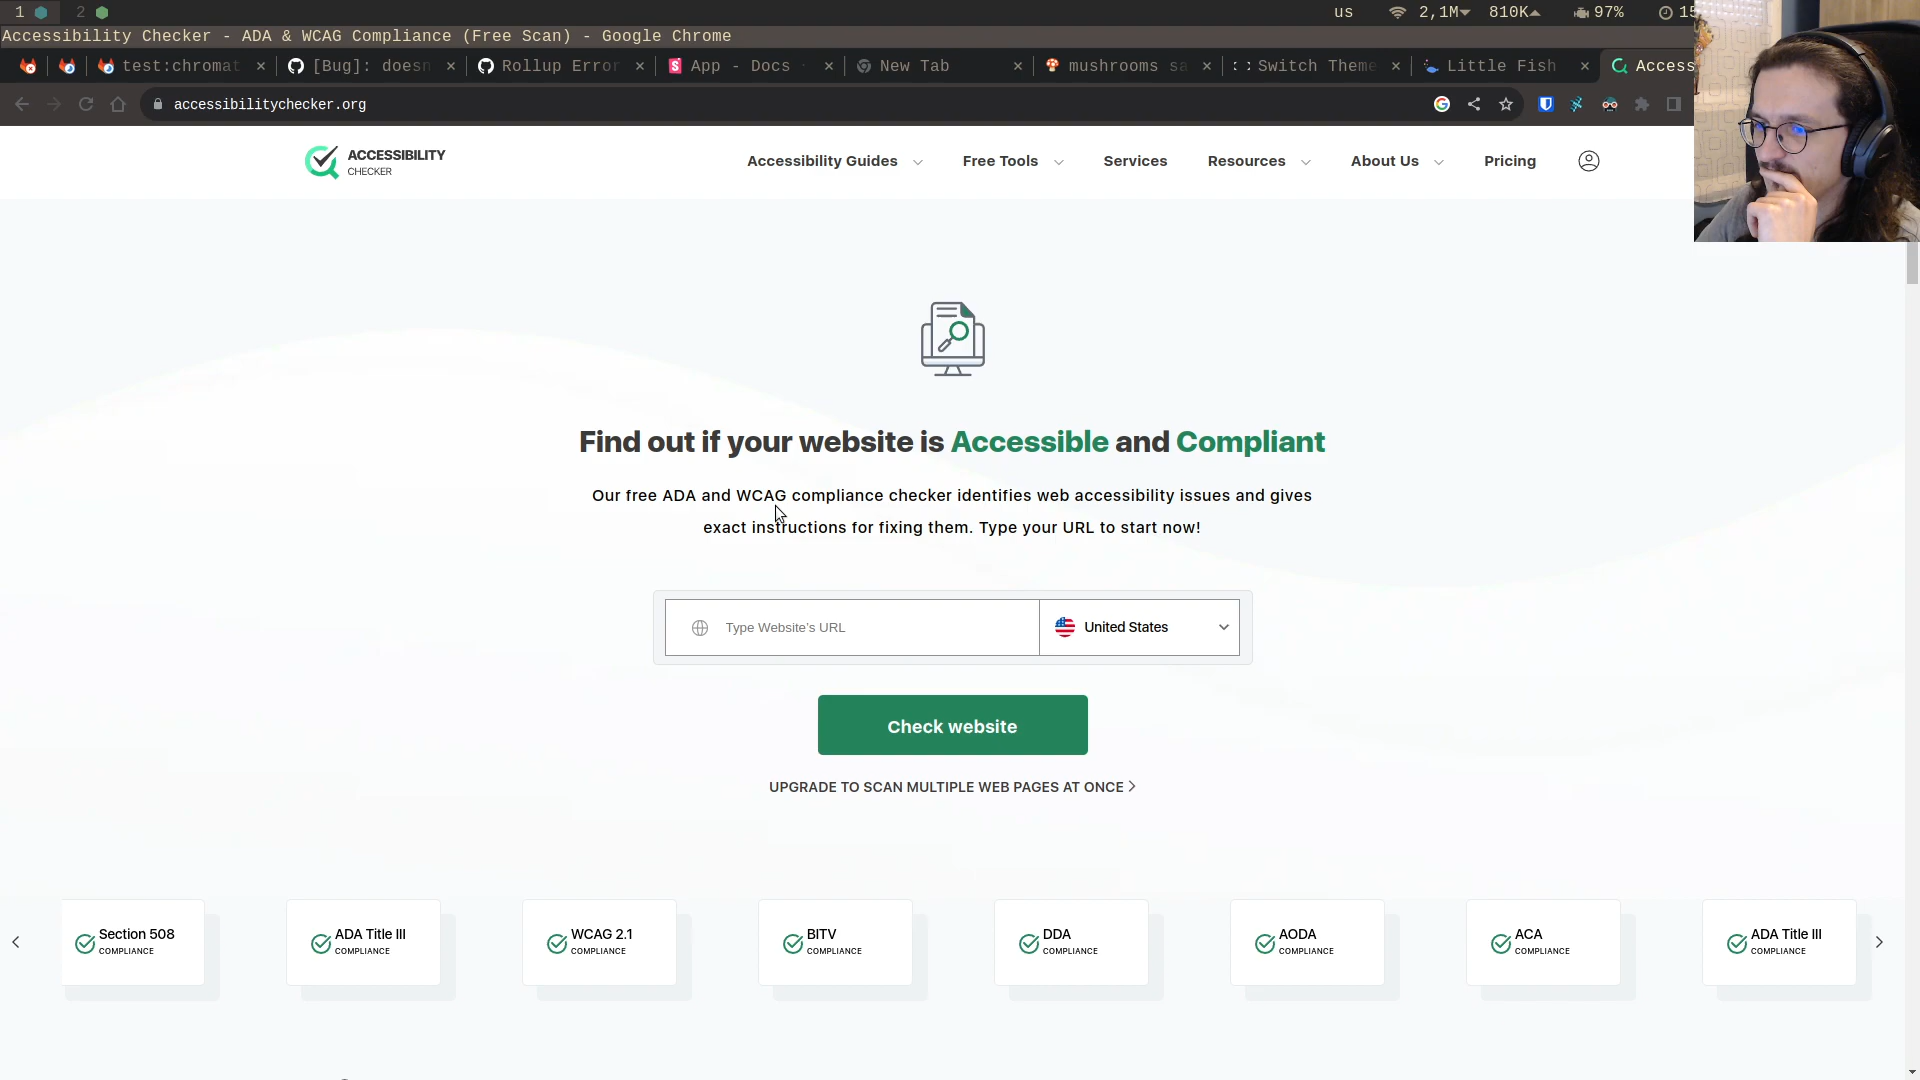 1 2 us 2,1M 810K 97% 15
Accessibility Checker - ADA & WCAG Compliance (Free Scan) - Google Chrome
test:chromat [Bug]: doesn Rollup Error App - Docs New Tab mushrooms sa Switch Theme Little Fish Access
accessibilitychecker.org
ACCESSIBILITY
CHECKER
Accessibility Guides Free Tools Services Resources About Us Pricing
Find out if your website is Accessible and Compliant
Our free ADA and WCAG compliance checker identifies web accessibility issues and gives
exact instructions for fixing them. Type your URL to start now!
Type Website's URL United States
Check website
UPGRADE TO SCAN MULTIPLE WEB PAGES AT ONCE
Section 508 ADA Title III WCAG 2.1 BITV DDA AODA ACA ADA Title III
COMPLIANCE COMPLIANCE COMPLIANCE COMPLIANCE COMPLIANCE COMPLIANCE COMPLIANCE COMPLIANCE